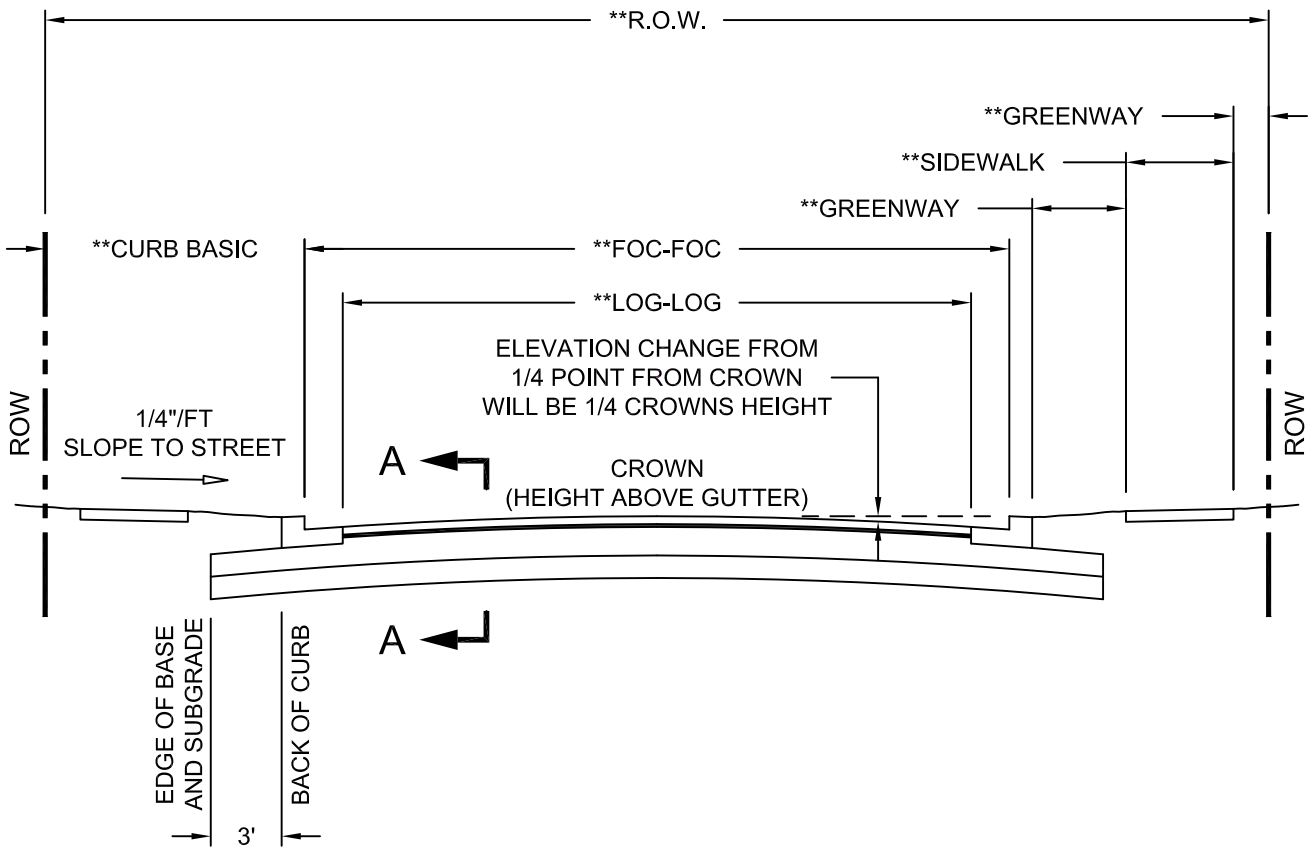 **R.O.W.
**GREENWAY
**SIDEWALK
**GREENWAY
**CURB BASIC
**FOC-FOC
**LOG-LOG
ELEVATION CHANGE FROM
1/4 POINT FROM CROWN
WILL BE 1/4 CROWNS HEIGHT
ROW
1/4"/FT
SLOPE TO STREET
ROW
A
CROWN
(HEIGHT ABOVE GUTTER)
A
EDGE OF BASE
AND SUBGRADE
BACK OF CURB
3'